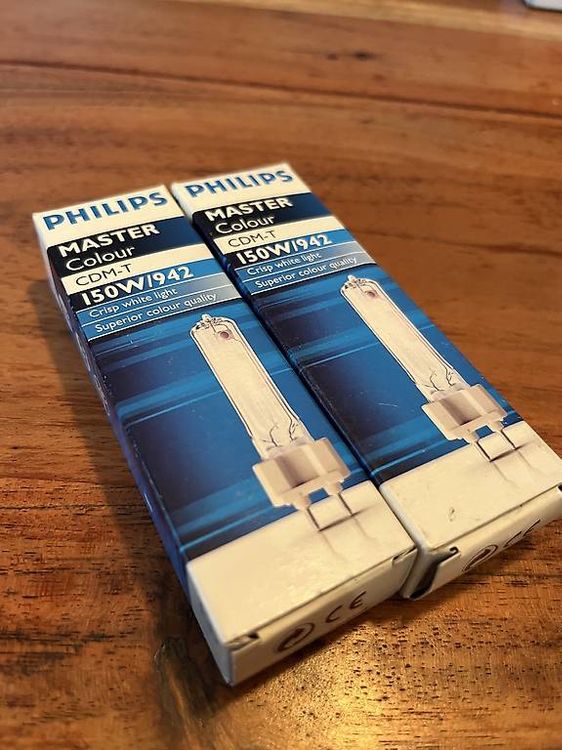 PHILIPS
MASTER
Colour
CDM-T
150W/942
Crisp white light
Superior colour quality
CE
PHILIPS
MASTER
Colour
CDM-T
150W/942
Crisp white light
Superior colour quality
CE